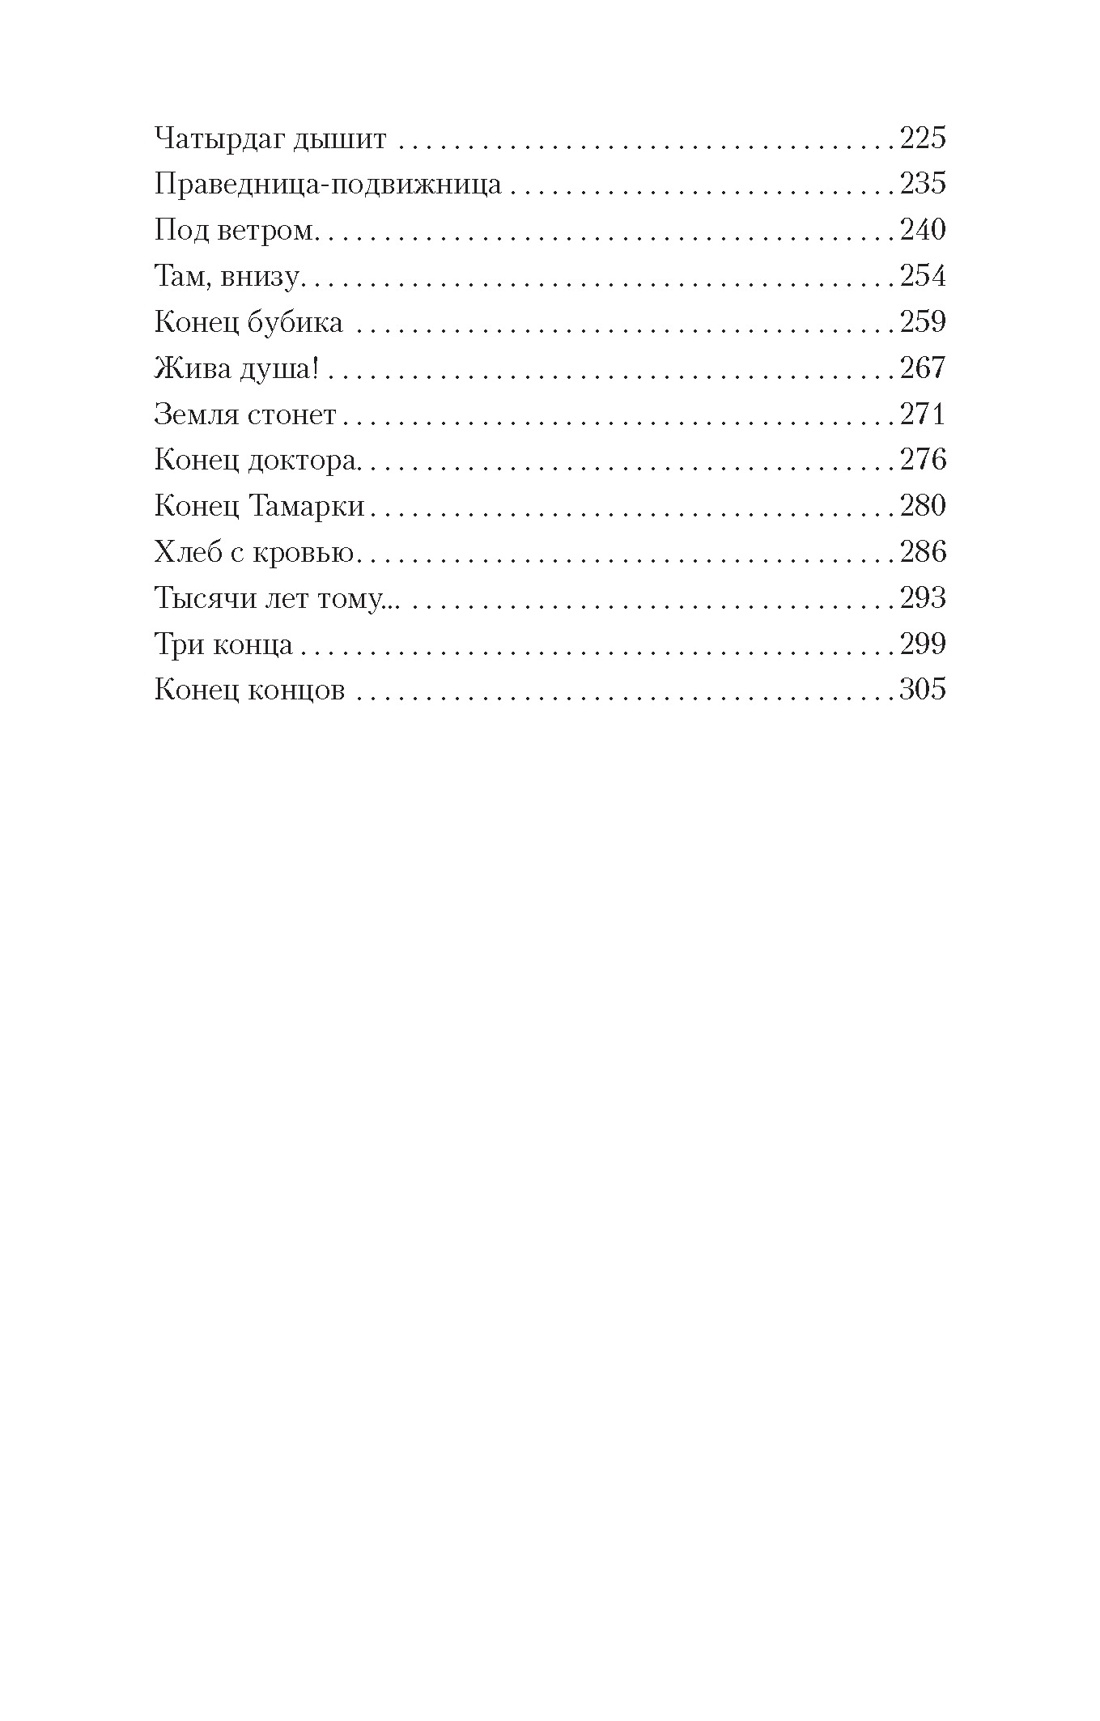 Чатырдаг дышит . . . . . . . . . . . . . . . . . . . . . . . . . . . . . . . . . . . . 225
Праведница-подвижница . . . . . . . . . . . . . . . . . . . . . . . . . . . . 235
Под ветром. . . . . . . . . . . . . . . . . . . . . . . . . . . . . . . . . . . . . . . . . . 240
Там, внизу. . . . . . . . . . . . . . . . . . . . . . . . . . . . . . . . . . . . . . . . . . . 254
Конец бубика . . . . . . . . . . . . . . . . . . . . . . . . . . . . . . . . . . . . . . . 259
Жива душа! . . . . . . . . . . . . . . . . . . . . . . . . . . . . . . . . . . . . . . . . . 267
Земля стонет . . . . . . . . . . . . . . . . . . . . . . . . . . . . . . . . . . . . . . . . 271
Конец доктора. . . . . . . . . . . . . . . . . . . . . . . . . . . . . . . . . . . . . . . 276
Конец Тамарки . . . . . . . . . . . . . . . . . . . . . . . . . . . . . . . . . . . . . . 280
Хлеб с кровью. . . . . . . . . . . . . . . . . . . . . . . . . . . . . . . . . . . . . . . 286
Тысячи лет тому... . . . . . . . . . . . . . . . . . . . . . . . . . . . . . . . . . . . 293
Три конца . . . . . . . . . . . . . . . . . . . . . . . . . . . . . . . . . . . . . . . . . . . 299
Конец концов . . . . . . . . . . . . . . . . . . . . . . . . . . . . . . . . . . . . . . . 305